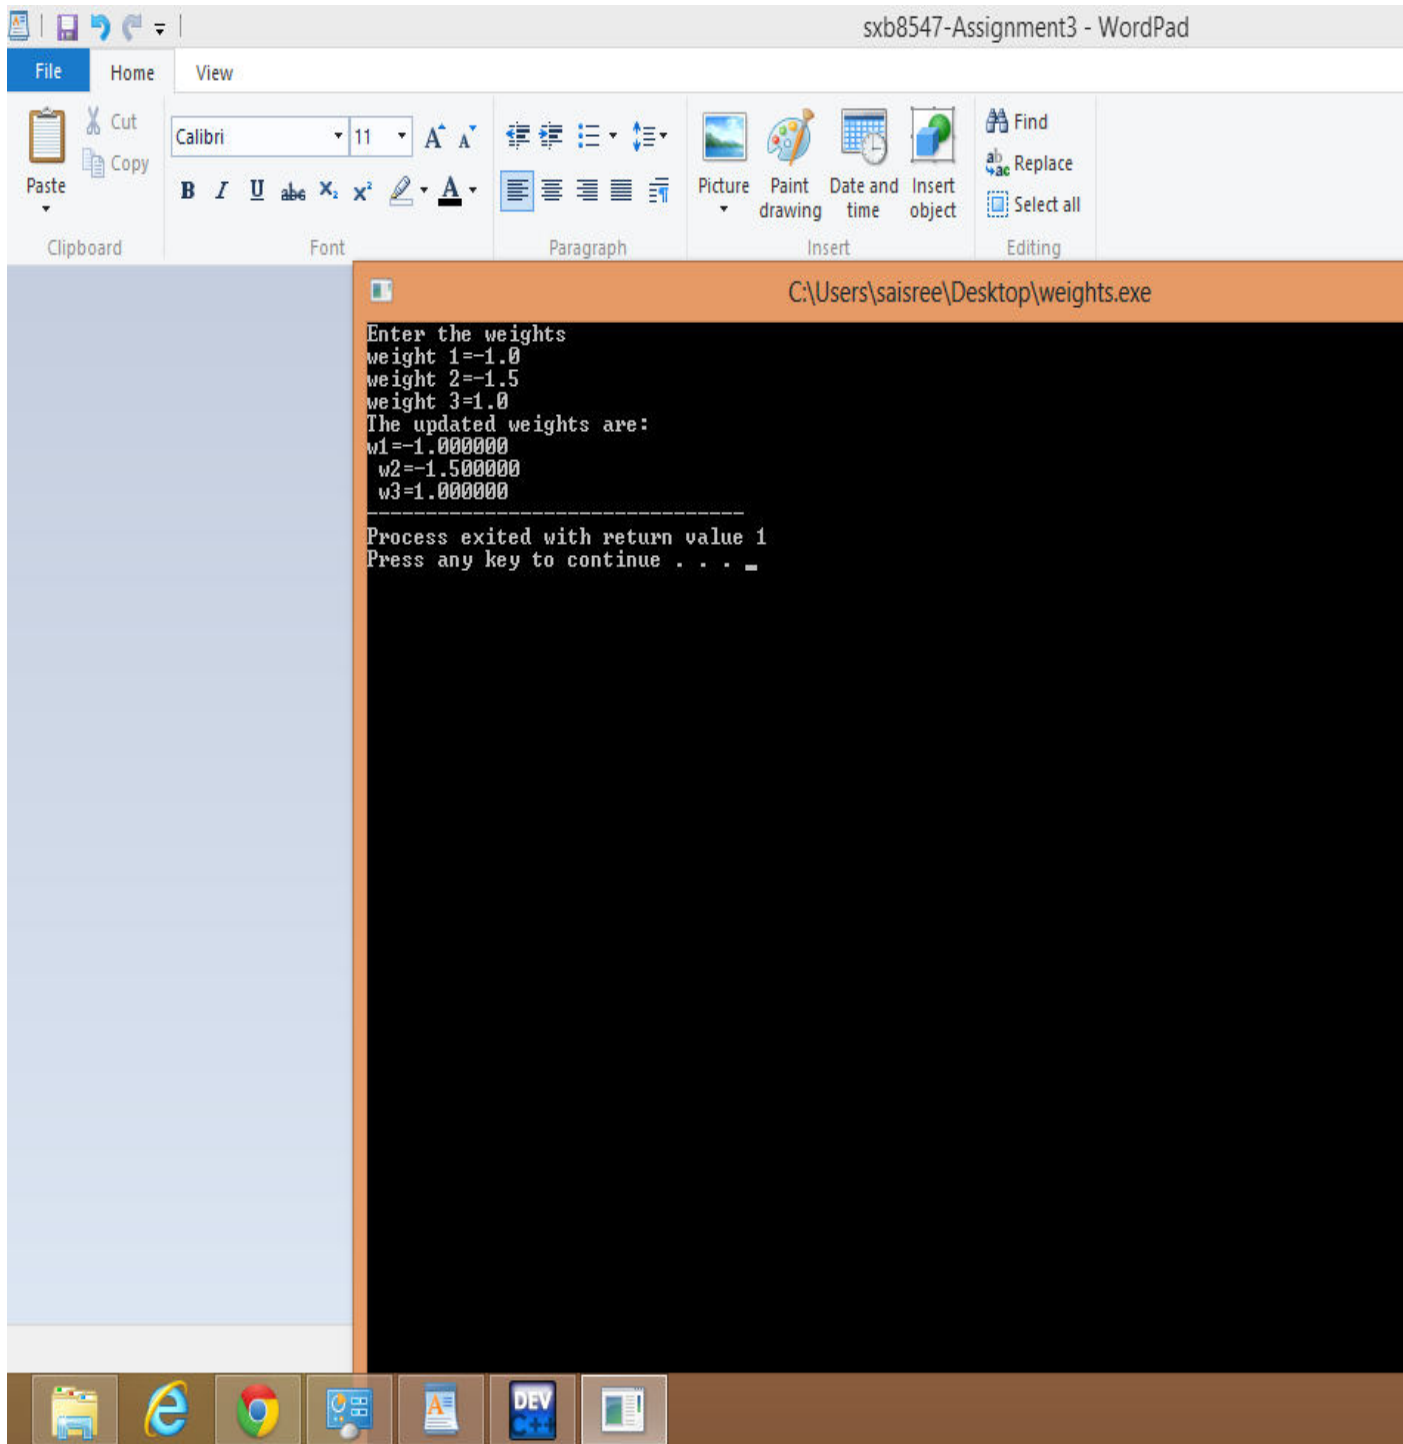 sxb8547-Assignment3 - WordPad
File Home View
Cut
Copy
Paste
Clipboard
Calibri 11 A A
B I U abc X₂ X² A
Font
Paragraph
Picture
Paint drawing
Date and time
Insert object
Insert
Find
Replace
Select all
Editing
C:\Users\saisree\Desktop\weights.exe
Enter the weights
weight 1=-1.0
weight 2=-1.5
weight 3=1.0
The updated weights are:
w1=-1.000000
w2=-1.500000
w3=1.000000
--------------------------------
Process exited with return value 1
Press any key to continue . . . _
DEV
C++